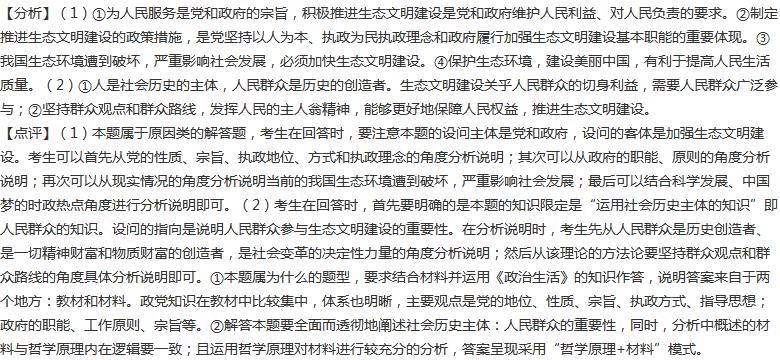 【分析】（1）①为人民服务是党和政府的宗旨，积极推进生态文明建设是党和政府维护人民利益、对人民负责的要求。②制定
推进生态文明建设的政策措施，是党坚持以人为本、执政为民执政理念和政府履行加强生态文明建设基本职能的重要体现。③
我国生态环境遭到破坏，严重影响社会发展，必须加快生态文明建设。④保护生态环境，建设美丽中国，有利于提高人民生活
质量。（2）①人是社会历史的主体，人民群众是历史的创造者。生态文明建设关乎人民群众的切身利益，需要人民群众广泛参
与；②坚持群众观点和群众路线，发挥人民的主人翁精神，能够更好地保障人民权益，推进生态文明建设。
【点评】（1）本题属于原因类的解答题，考生在回答时，要注意本题的设问主体是党和政府，设问的客体是加强生态文明建
设。考生可以首先从党的性质、宗旨、执政地位、方式和执政理念的角度分析说明；其次可以从政府的职能、原则的角度分析
说明；再次可以从现实情况的角度分析说明当前的我国生态环境遭到破坏，严重影响社会发展；最后可以结合科学发展、中国
梦的时政热点角度进行分析说明即可。（2）考生在回答时，首先要明确的是本题的知识限定是“运用社会历史主体的知识”即
人民群众的知识。设问的指向是说明人民群众参与生态文明建设的重要性。在分析说明时，考生先从人民群众是历史创造者、
是一切精神财富和物质财富的创造者，是社会变革的决定性力量的角度分析说明；然后从该理论的方法论要坚持群众观点和群
众路线的角度具体分析说明即可。①本题属为什么的题型，要求结合材料并运用《政治生活》的知识作答，说明答案来自于两
个地方：教材和材料。政党知识在教材中比较集中，体系也明晰，主要观点是党的地位、性质、宗旨、执政方式、指导思想；
政府的职能、工作原则、宗旨等。②解答本题要全面而透彻地阐述社会历史主体：人民群众的重要性，同时，分析中概述的材
料与哲学原理内在逻辑要一致；且运用哲学原理对材料进行较充分的分析，答案呈现采用“哲学原理+材料”模式。